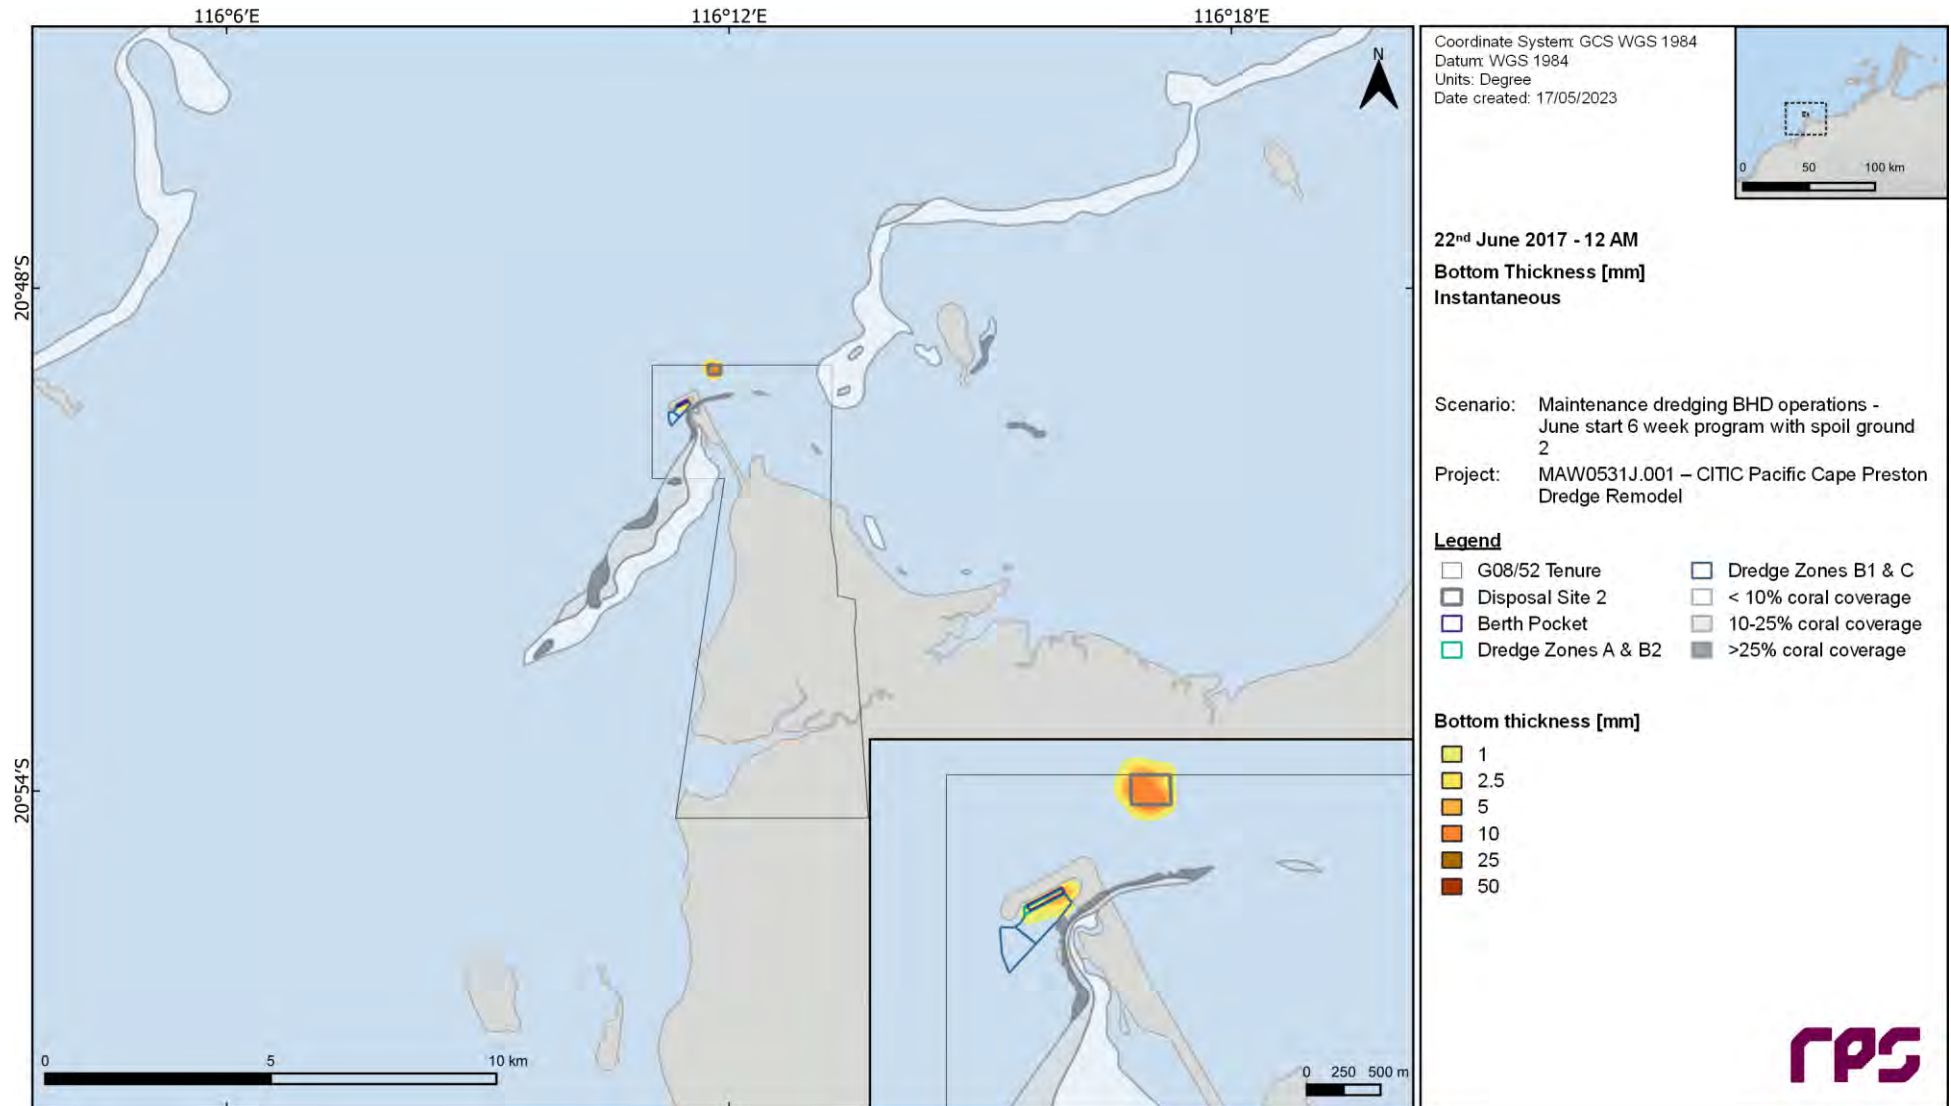 116°6'E
116°12'E
116°18'E
20°48'S
20°54'S
N
0 5 10 km
0 250 500 m
Coordinate System: GCS WGS 1984
Datum: WGS 1984
Units: Degree
Date created: 17/05/2023
0 50 100 km
22nd June 2017 - 12 AM
Bottom Thickness [mm]
Instantaneous
Scenario: Maintenance dredging BHD operations -
June start 6 week program with spoil ground
2
Project: MAW0531J.001 – CITIC Pacific Cape Preston
Dredge Remodel
Legend
G08/52 Tenure
Disposal Site 2
Berth Pocket
Dredge Zones A & B2
Dredge Zones B1 & C
< 10% coral coverage
10-25% coral coverage
>25% coral coverage
Bottom thickness [mm]
1
2.5
5
10
25
50
rps